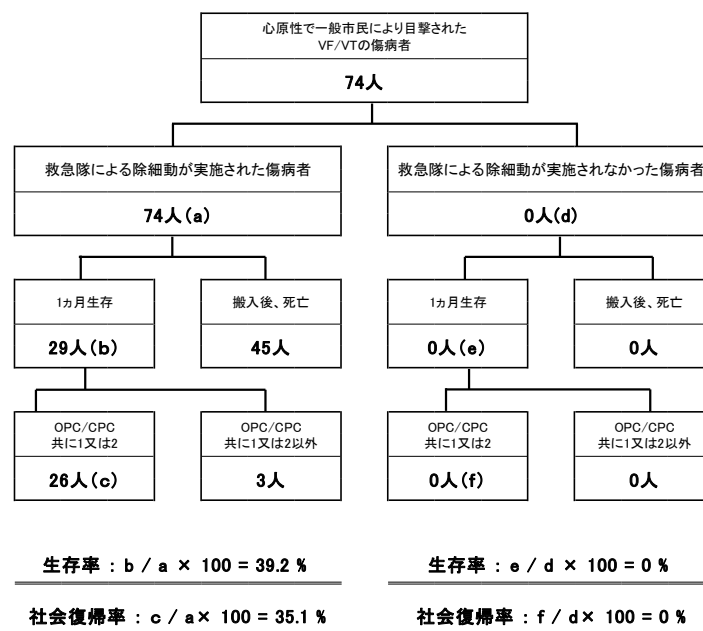 心原性で一般市民により目撃された
VF/VTの傷病者
74人
救急隊による除細動が実施された傷病者
救急隊による除細動が実施されなかった傷病者
74人(a)
0人(d)
1ヵ月生存
搬入後、死亡
1ヵ月生存
搬入後、死亡
29人(b)
45人
0人(e)
0人
OPC/CPC
共に1又は2
OPC/CPC
共に1又は2以外
OPC/CPC
共に1又は2
OPC/CPC
共に1又は2以外
26人(c)
3人
0人(f)
0人
生存率 : b / a × 100 = 39.2 %
生存率 : e / d × 100 = 0 %
社会復帰率 : c / a× 100 = 35.1 %
社会復帰率 : f / d× 100 = 0 %